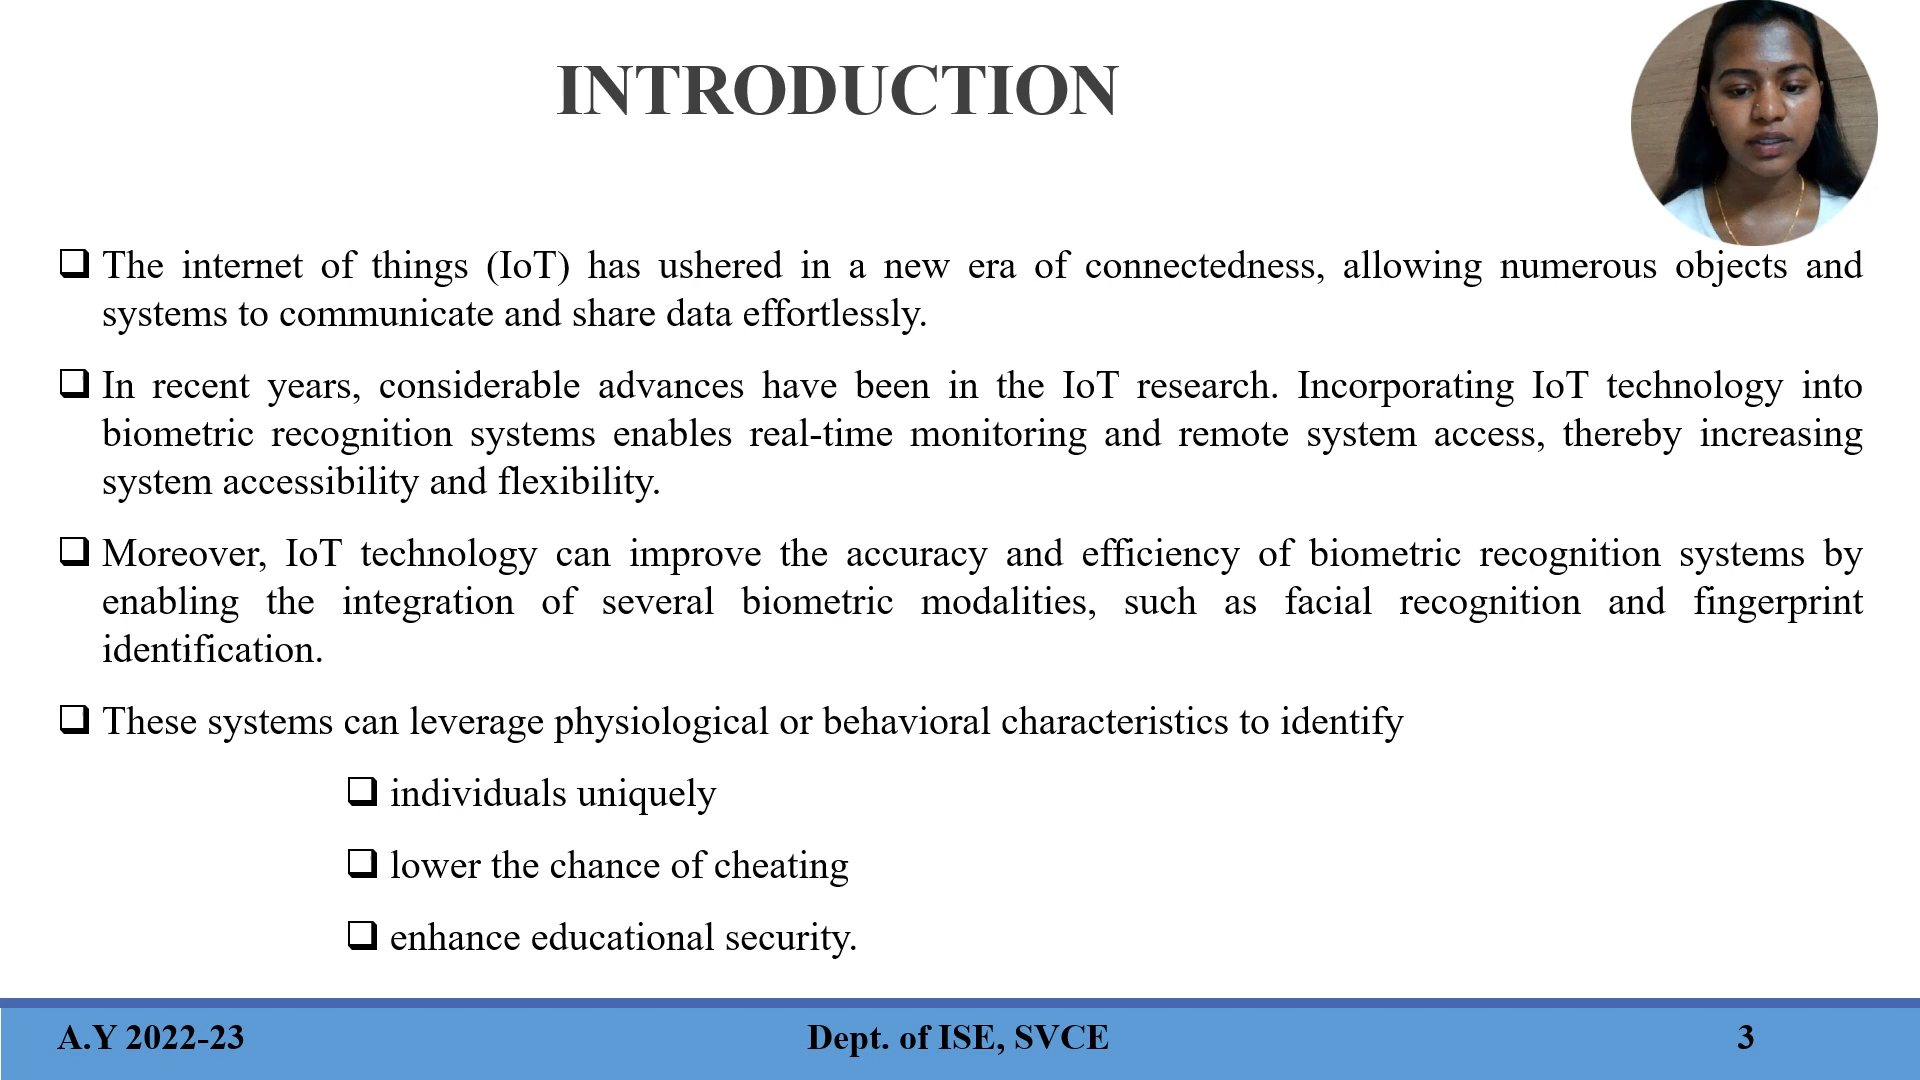 INTRODUCTION
The internet of things (IoT) has ushered in a new era of connectedness, allowing numerous objects and
systems to communicate and share data effortlessly.
In recent years, considerable advances have been in the IoT research. Incorporating IoT technology into
biometric recognition systems enables real-time monitoring and remote system access, thereby increasing
system accessibility and flexibility.
Moreover, IoT technology can improve the accuracy and efficiency of biometric recognition systems by
enabling the integration of several biometric modalities, such as facial recognition and fingerprint
identification.
These systems can leverage physiological or behavioral characteristics to identify
individuals uniquely
lower the chance of cheating
enhance educational security.
A.Y 2022-23 Dept. of ISE, SVCE 3